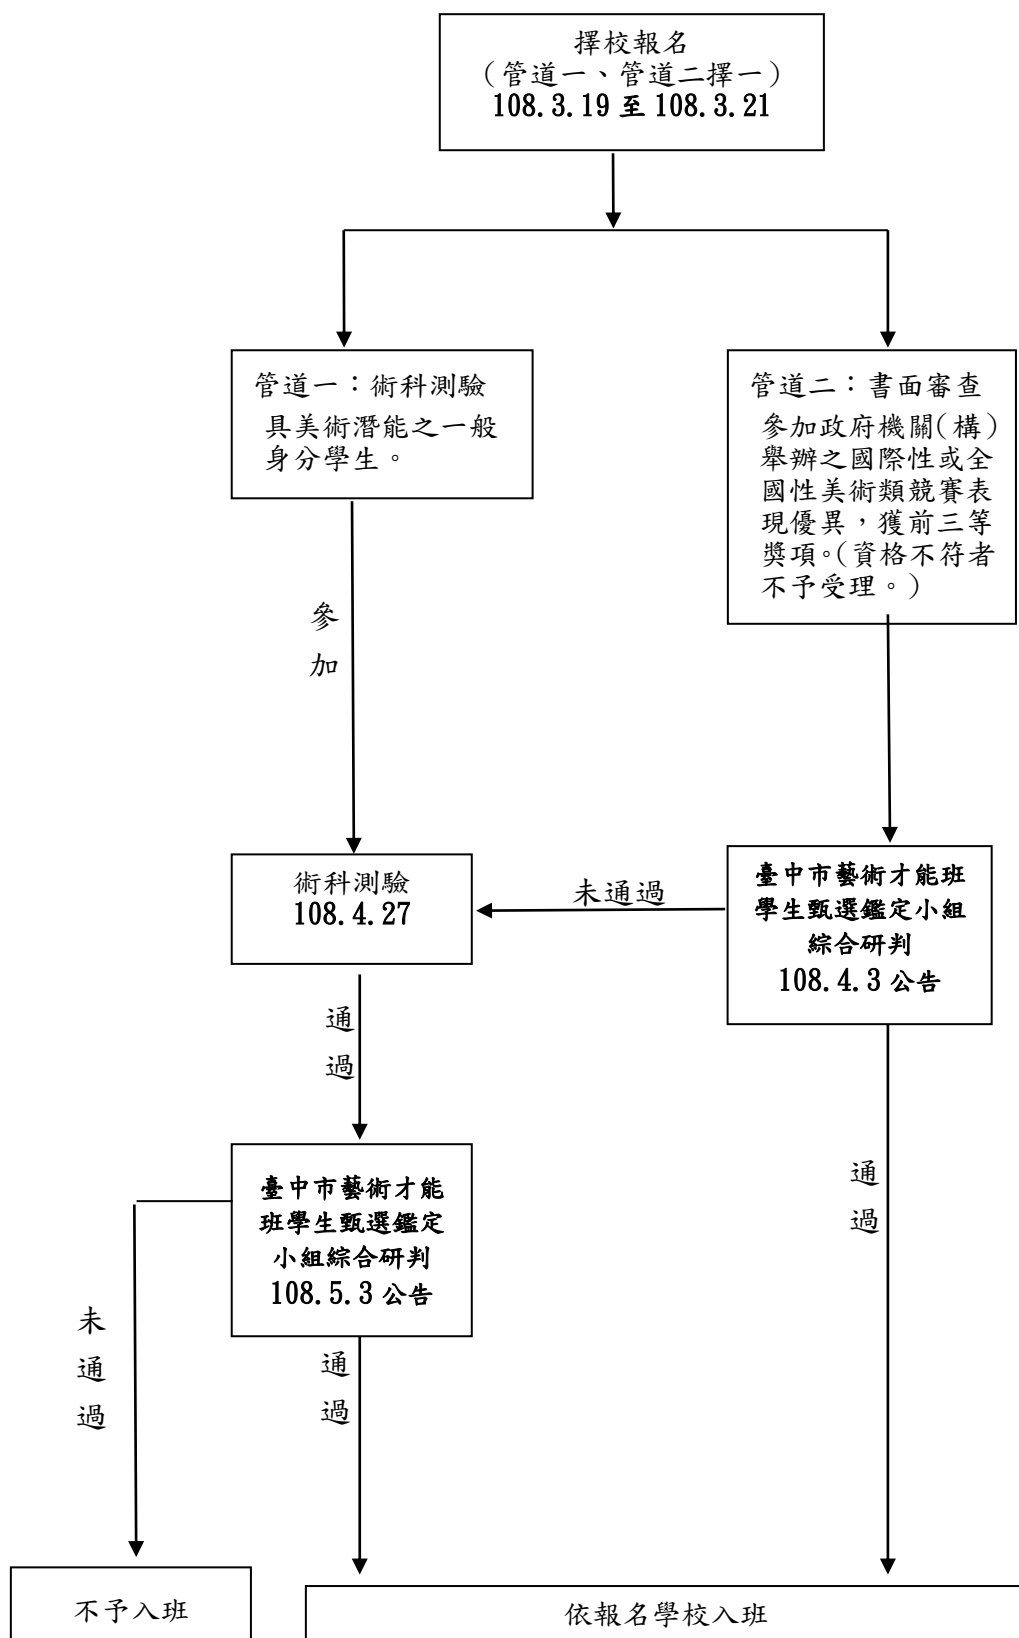 擇校報名
（管道一、管道二擇一）
108.3.19 至 108.3.21
管道一：術科測驗
具美術潛能之一般
身分學生。
管道二：書面審查
參加政府機關（構）
舉辦之國際性或全
國性美術類競賽表
現優異，獲前三等
獎項。（資格不符者
不予受理。）
參
加
術科測驗
108.4.27
未通過
臺中市藝術才能班
學生甄選鑑定小組
綜合研判
108.4.3 公告
通
過
臺中市藝術才能
班學生甄選鑑定
小組綜合研判
108.5.3 公告
通
過
未
通
過
通
過
不予入班
依報名學校入班